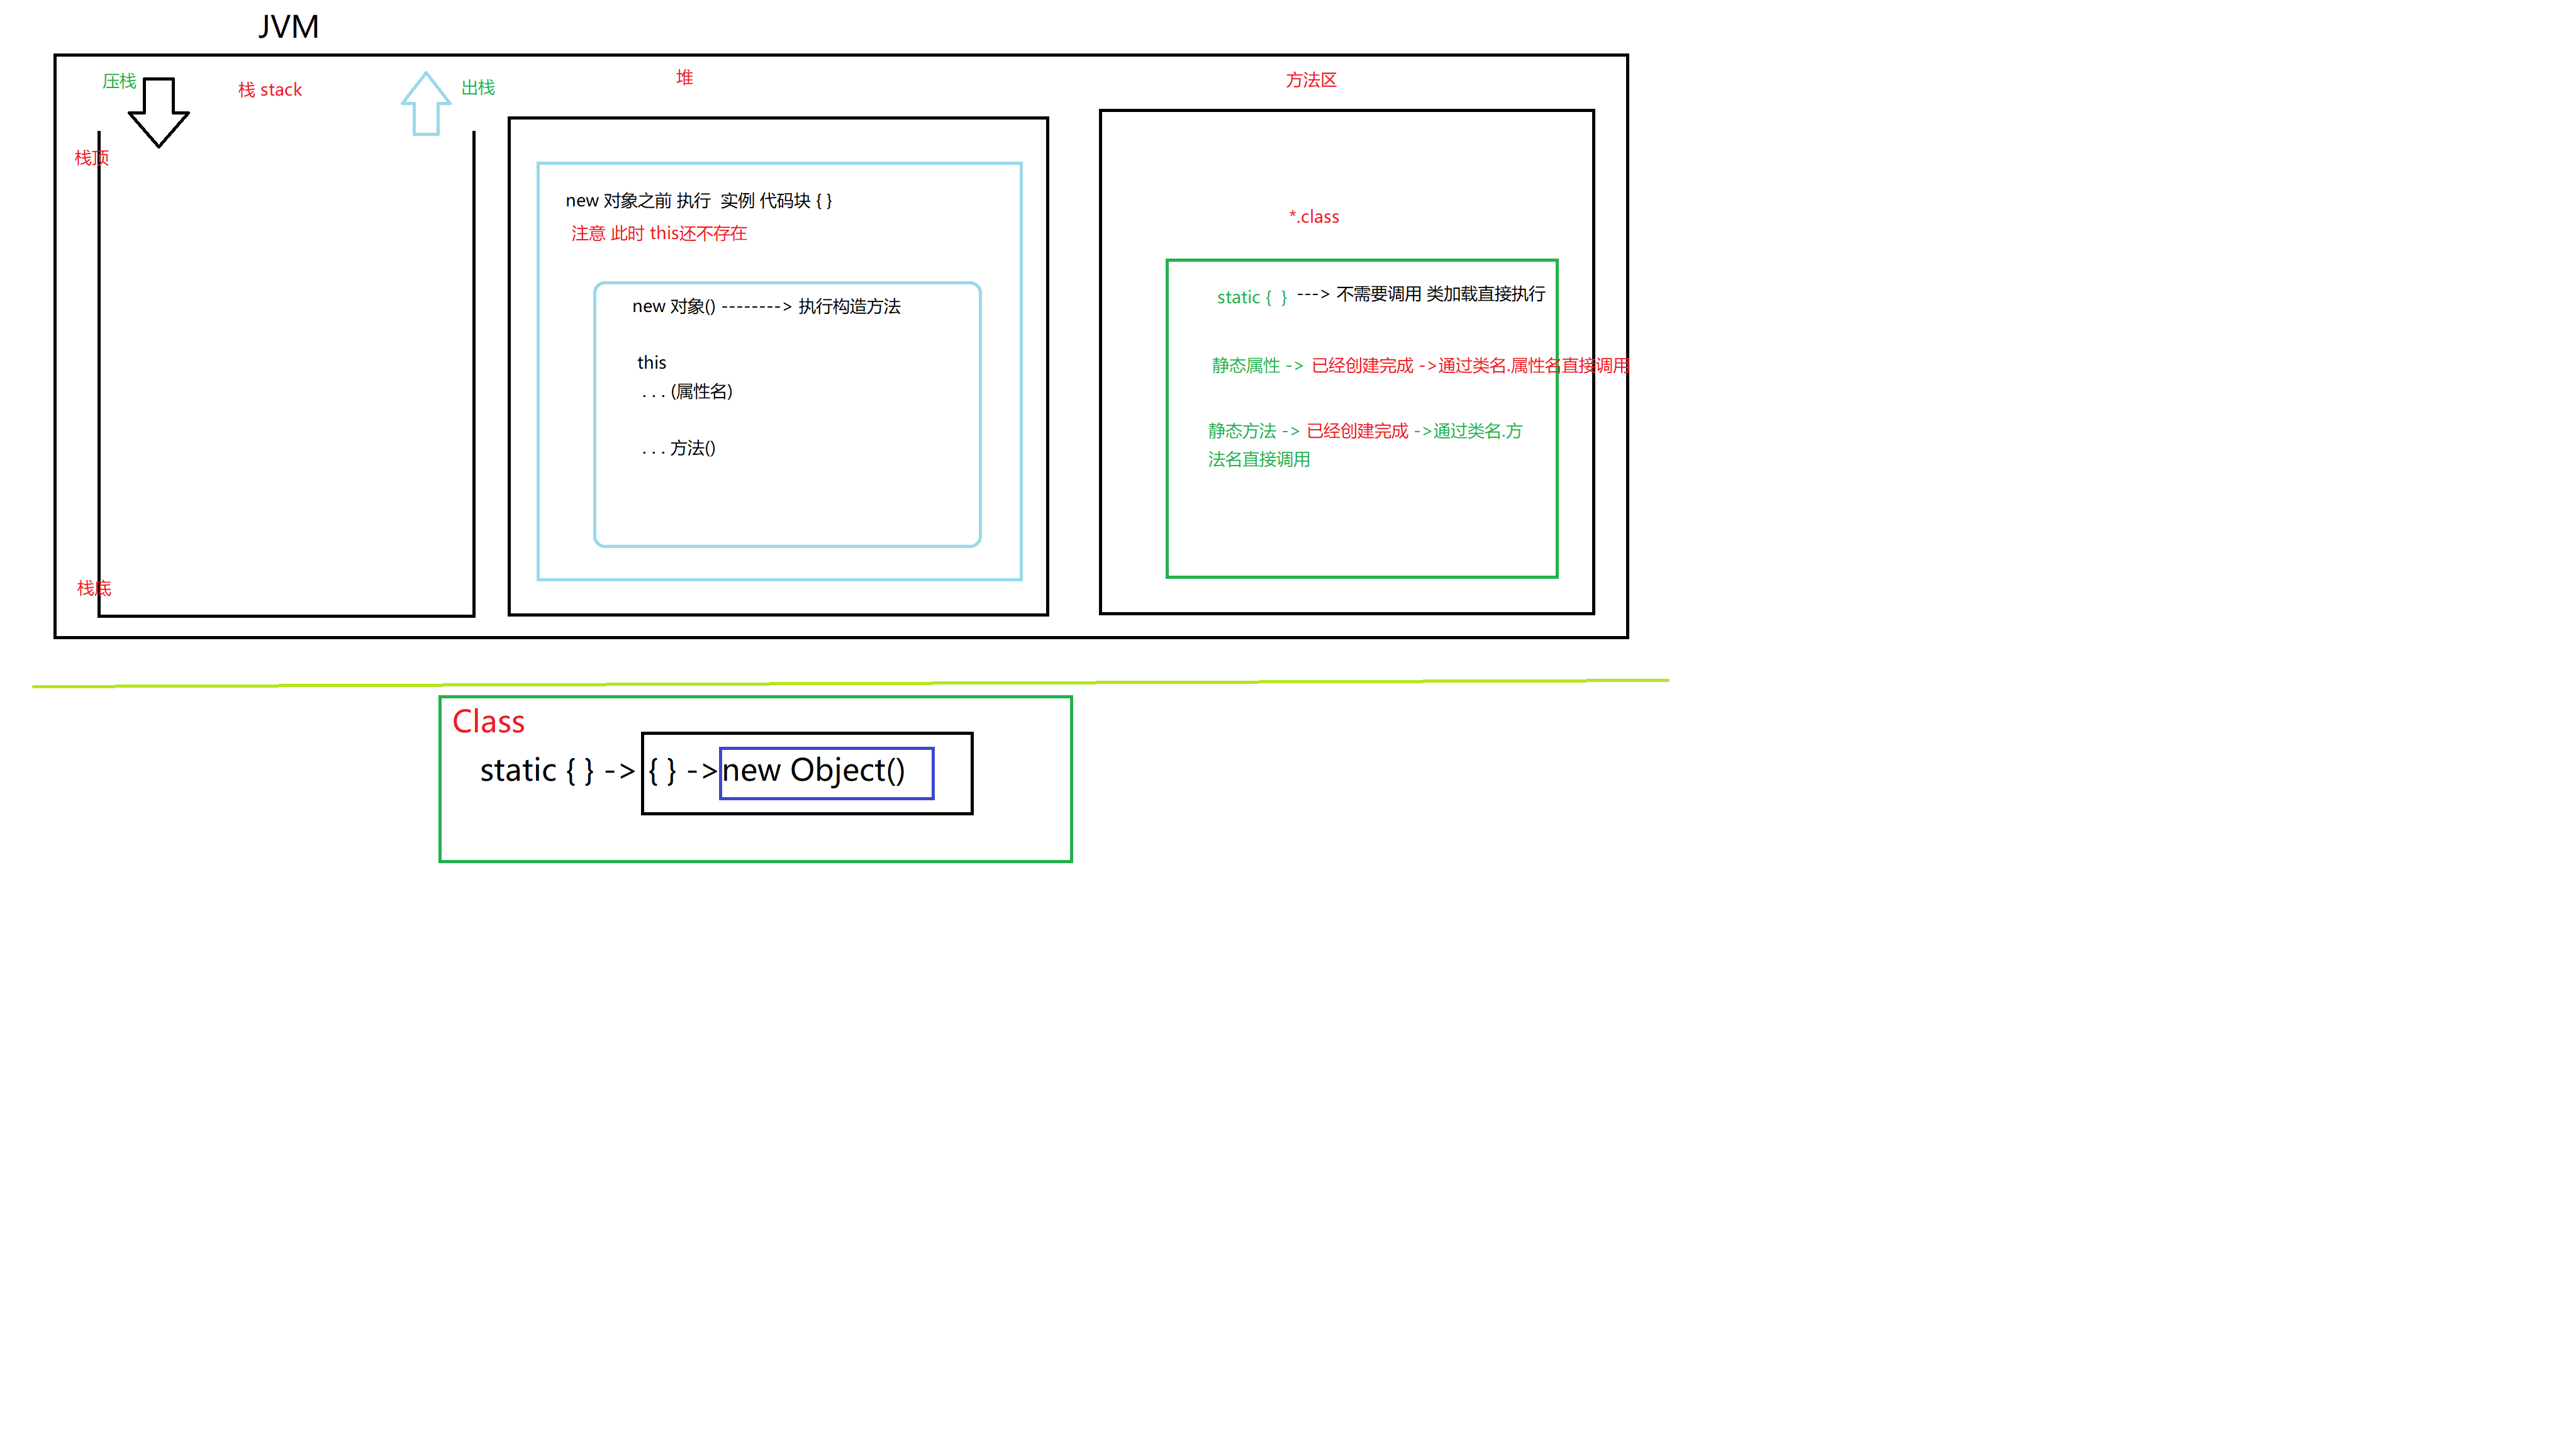 JVM
压栈
栈 stack
出栈
栈顶
栈底
堆
new 对象之前 执行 实例 代码块 { }
注意 此时 this还不存在
new 对象() --------> 执行构造方法
this
. . . (属性名)
. . . 方法()
方法区
*.class
static { } ---> 不需要调用 类加载直接执行
静态属性 -> 已经创建完成 ->通过类名.属性名直接调用
静态方法 -> 已经创建完成 ->通过类名.方
法名直接调用
Class
static { } -> { } ->new Object()